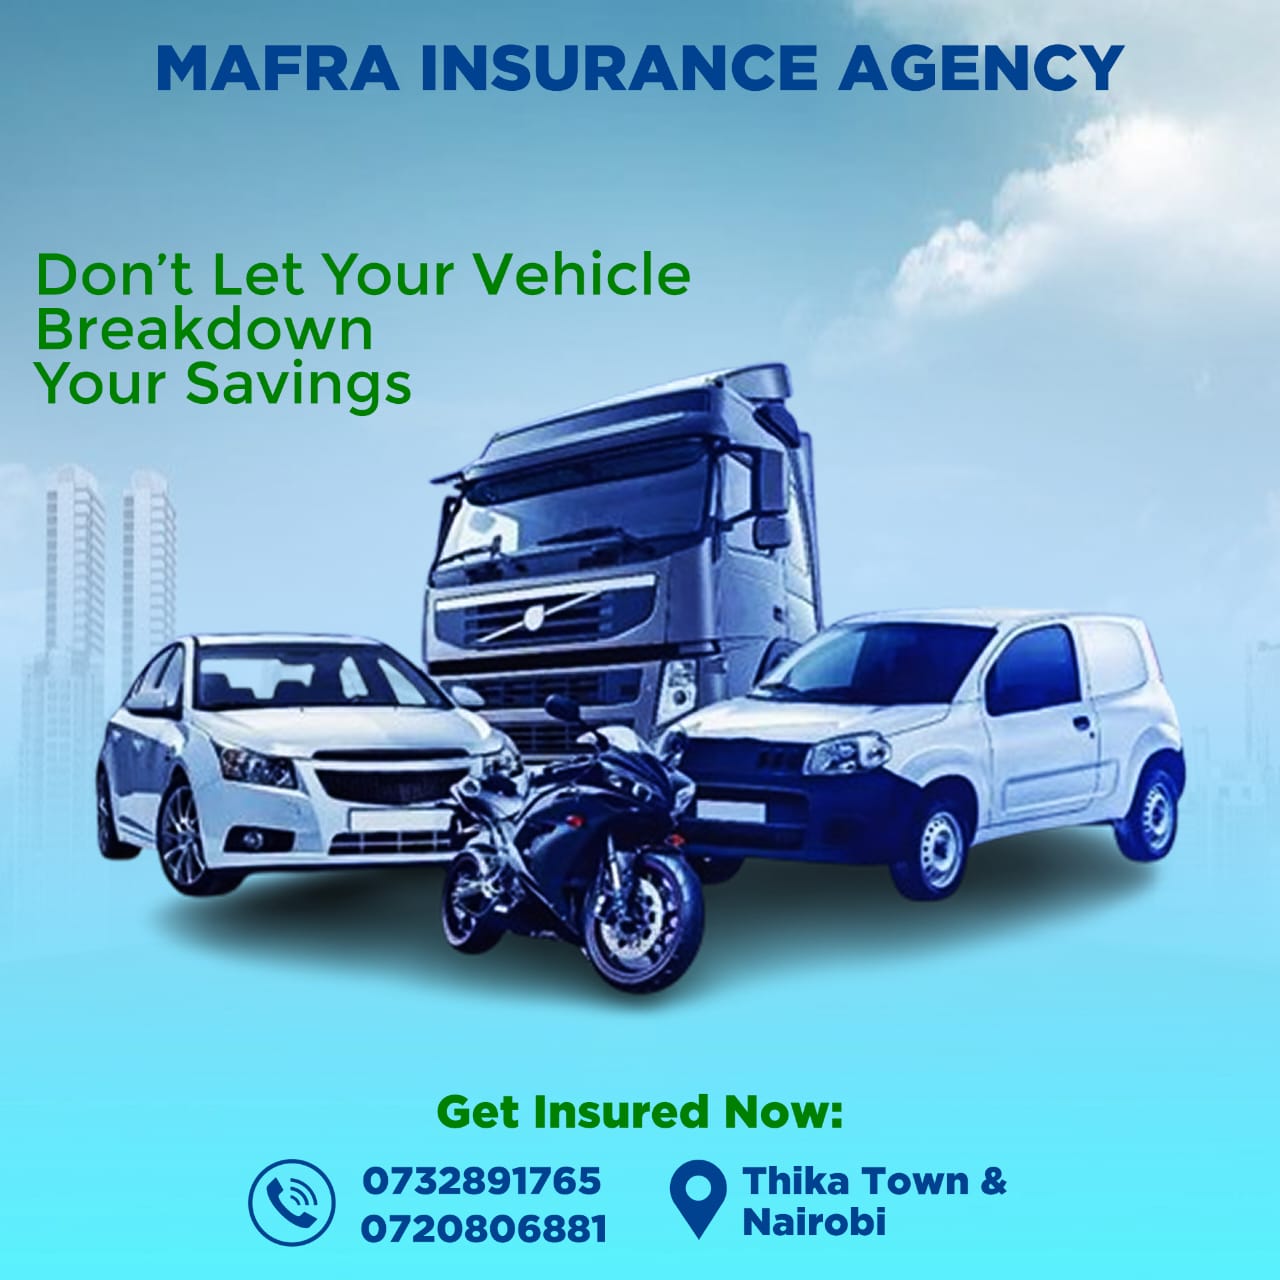 MAFRA INSURANCE AGENCY
Don't Let Your Vehicle
Breakdown
Your Savings
Get Insured Now:
0732891765
0720806881
Thika Town &
Nairobi